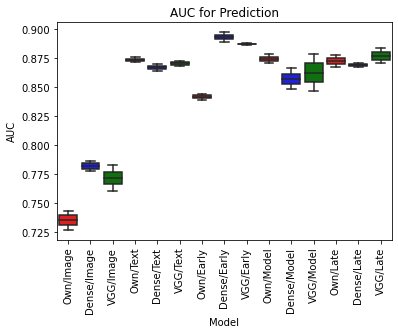 AUC for Prediction
AUC
0.900
0.875
0.850
0.825
0.800
0.775
0.750
0.725
Own/Image
Dense/Image
VGG/Image
Own/Text
Dense/Text
VGG/Text
Own/Early
Dense/Early
VGG/Early
Own/Model
Dense/Model
VGG/Model
Own/Late
Dense/Late
VGG/Late
Model